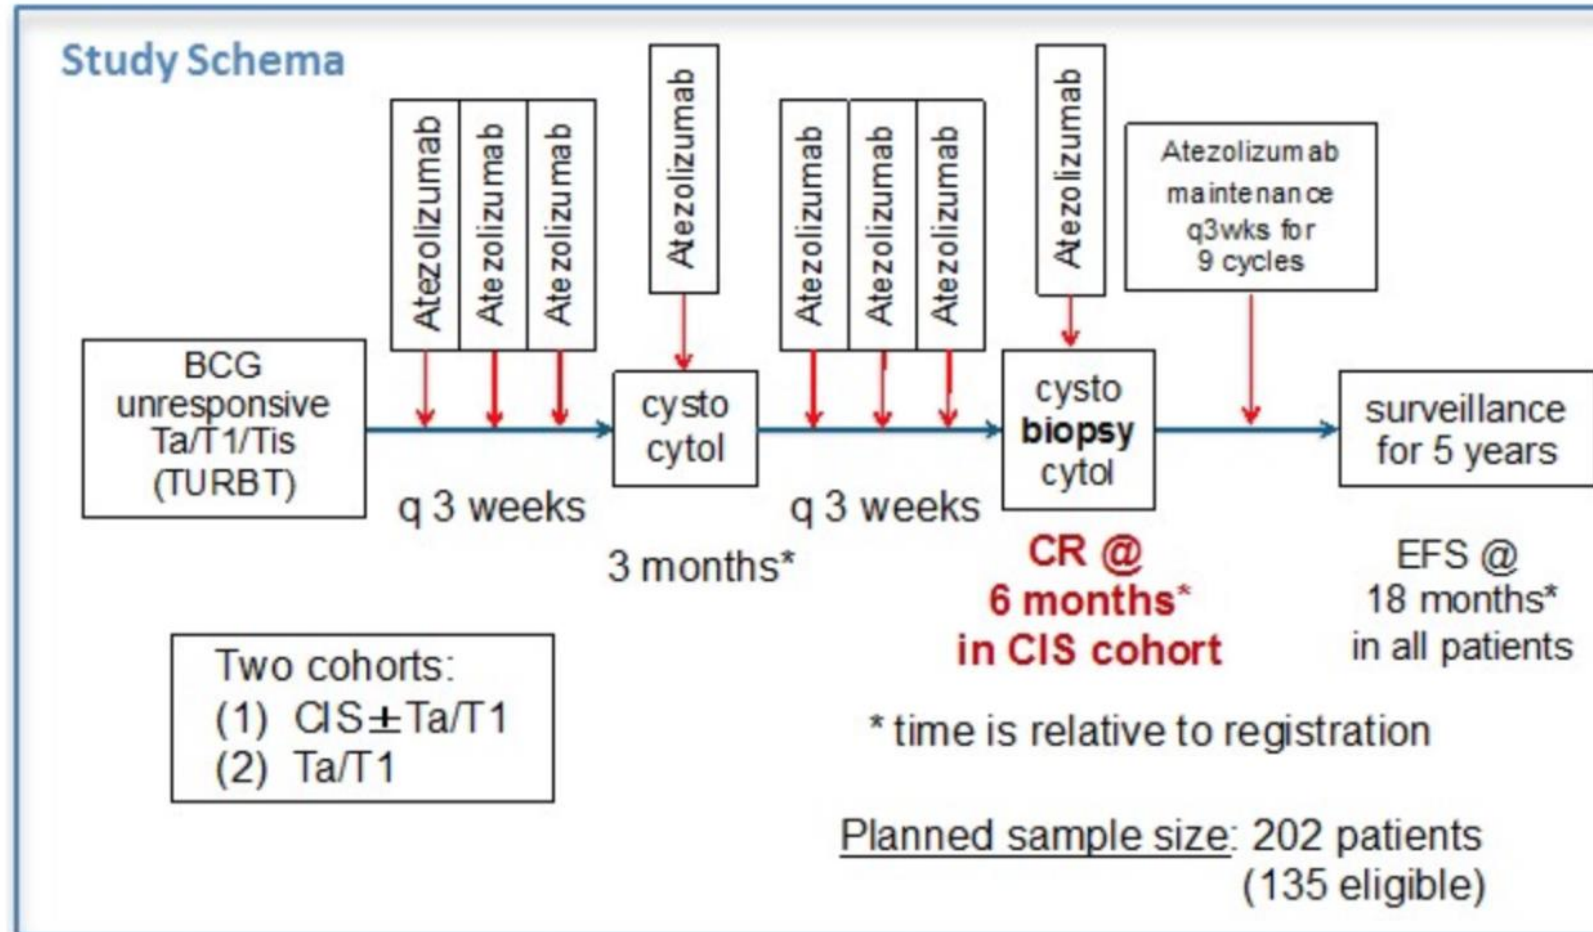 Study Schema
Atezolizumab
Atezolizumab
Atezolizumab
Atezolizumab
Atezolizumab
Atezolizumab
Atezolizumab
Atezolizumab
Atezolizumab
maintenance
q3wks for
9 cycles
BCG
unresponsive
Ta/T1/Tis
(TURBT)
q 3 weeks
cysto
cytol
3 months*
q 3 weeks
cysto
biopsy
cytol
CR @
6 months*
in CIS cohort
surveillance
for 5 years
EFS @
18 months*
in all patients
Two cohorts:
(1) CIS±Ta/T1
(2) Ta/T1
* time is relative to registration
Planned sample size: 202 patients
(135 eligible)